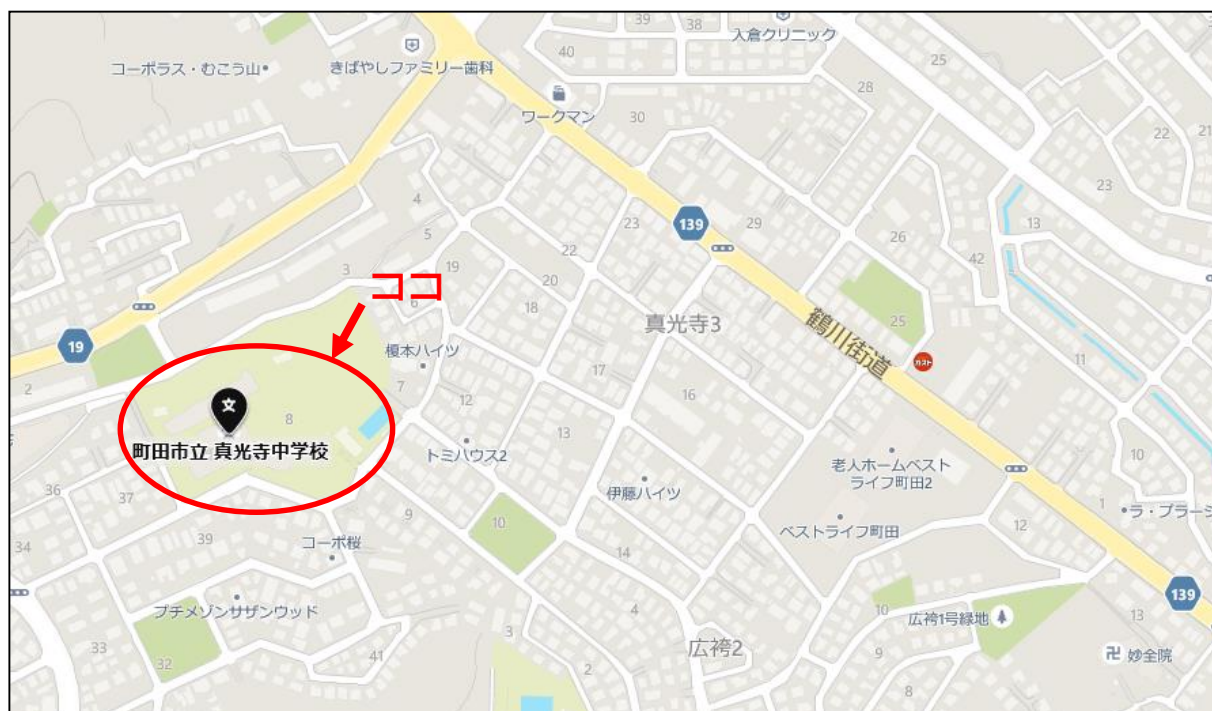 39
38
入倉クリニック
25
コーポラス・むこう山
きばやしファミリー歯科
40
ワークマン
30
28
22
21
23
4
5
23
139
29
13
26
42
3
19
22
20
ココ
6
18
真光寺3
25
鶴川街道
ガスト
11
19
2
榎本ハイツ
7
17
16
12
8
町田市立 真光寺中学校
13
トミハウス2
老人ホームベスト
ライフ町田2
10
36
37
伊藤ハイツ
1
ラ・プラージ
9
10
ベストライフ町田
12
34
39
コーポ桜
14
139
プチメゾンサザンウッド
4
10
広袴1号緑地
13
33
3
広袴2
妙全院
32
41
2
9
8